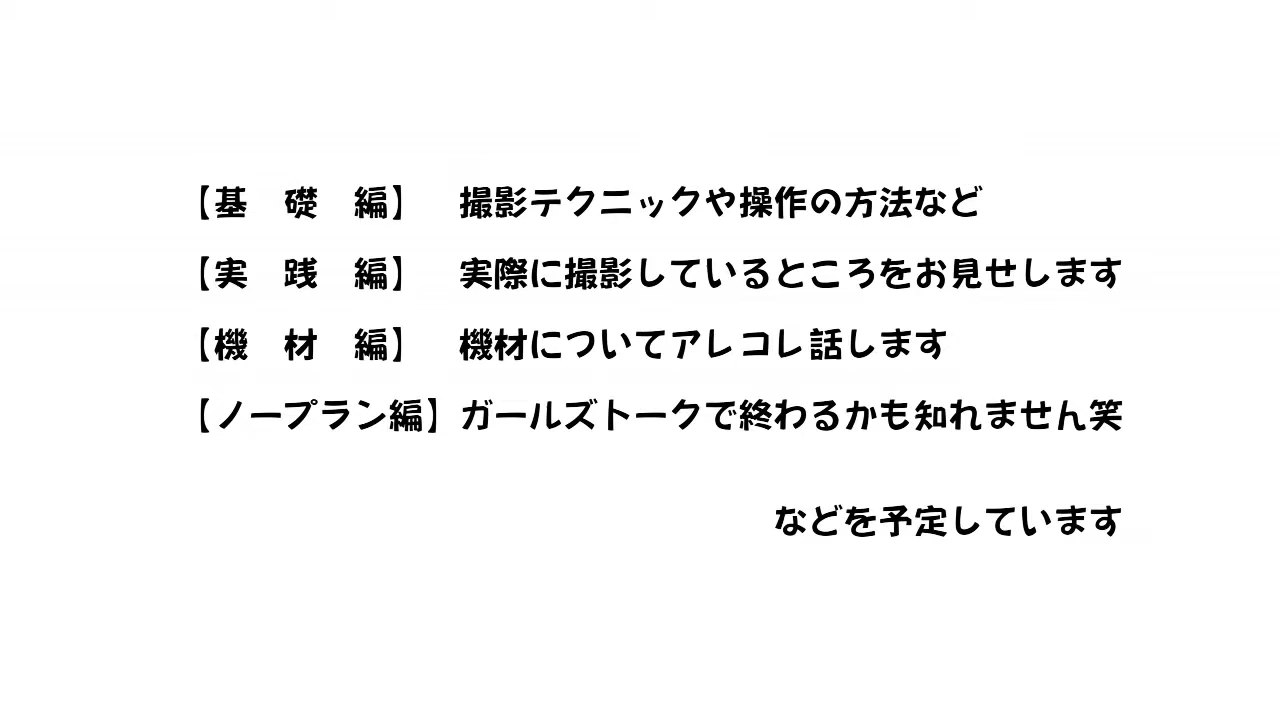 【基　礎　編】　撮影テクニックや操作の方法など
【実　践　編】　実際に撮影しているところをお見せします
【機　材　編】　機材についてアレコレ話します
【ノープラン編】ガールズトークで終わるかも知れません笑
などを予定しています